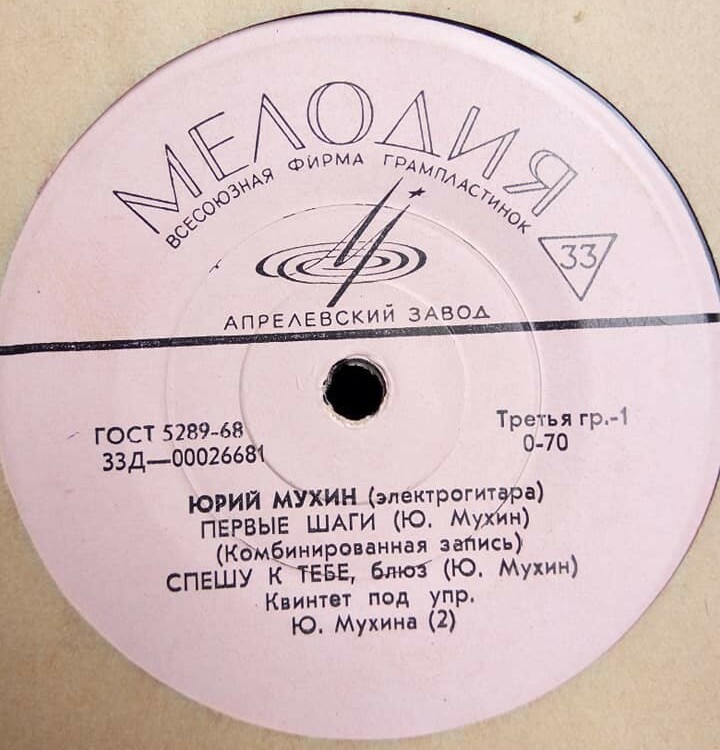 МЕЛОДИЯ
ВСЕСОЮЗНАЯ ФИРМА ГРАМПЛАСТИНОК
33
АПРЕЛЕВСКИЙ ЗАВОД
ГОСТ 5289-68
33Д—00026681
Третья гр.-1
0-70
ЮРИЙ МУХИН (электрогитара)
ПЕРВЫЕ ШАГИ (Ю. Мухин)
(Комбинированная запись)
СПЕШУ К ТЕБЕ, блюз (Ю. Мухин)
Квинтет под упр.
Ю. Мухина (2)